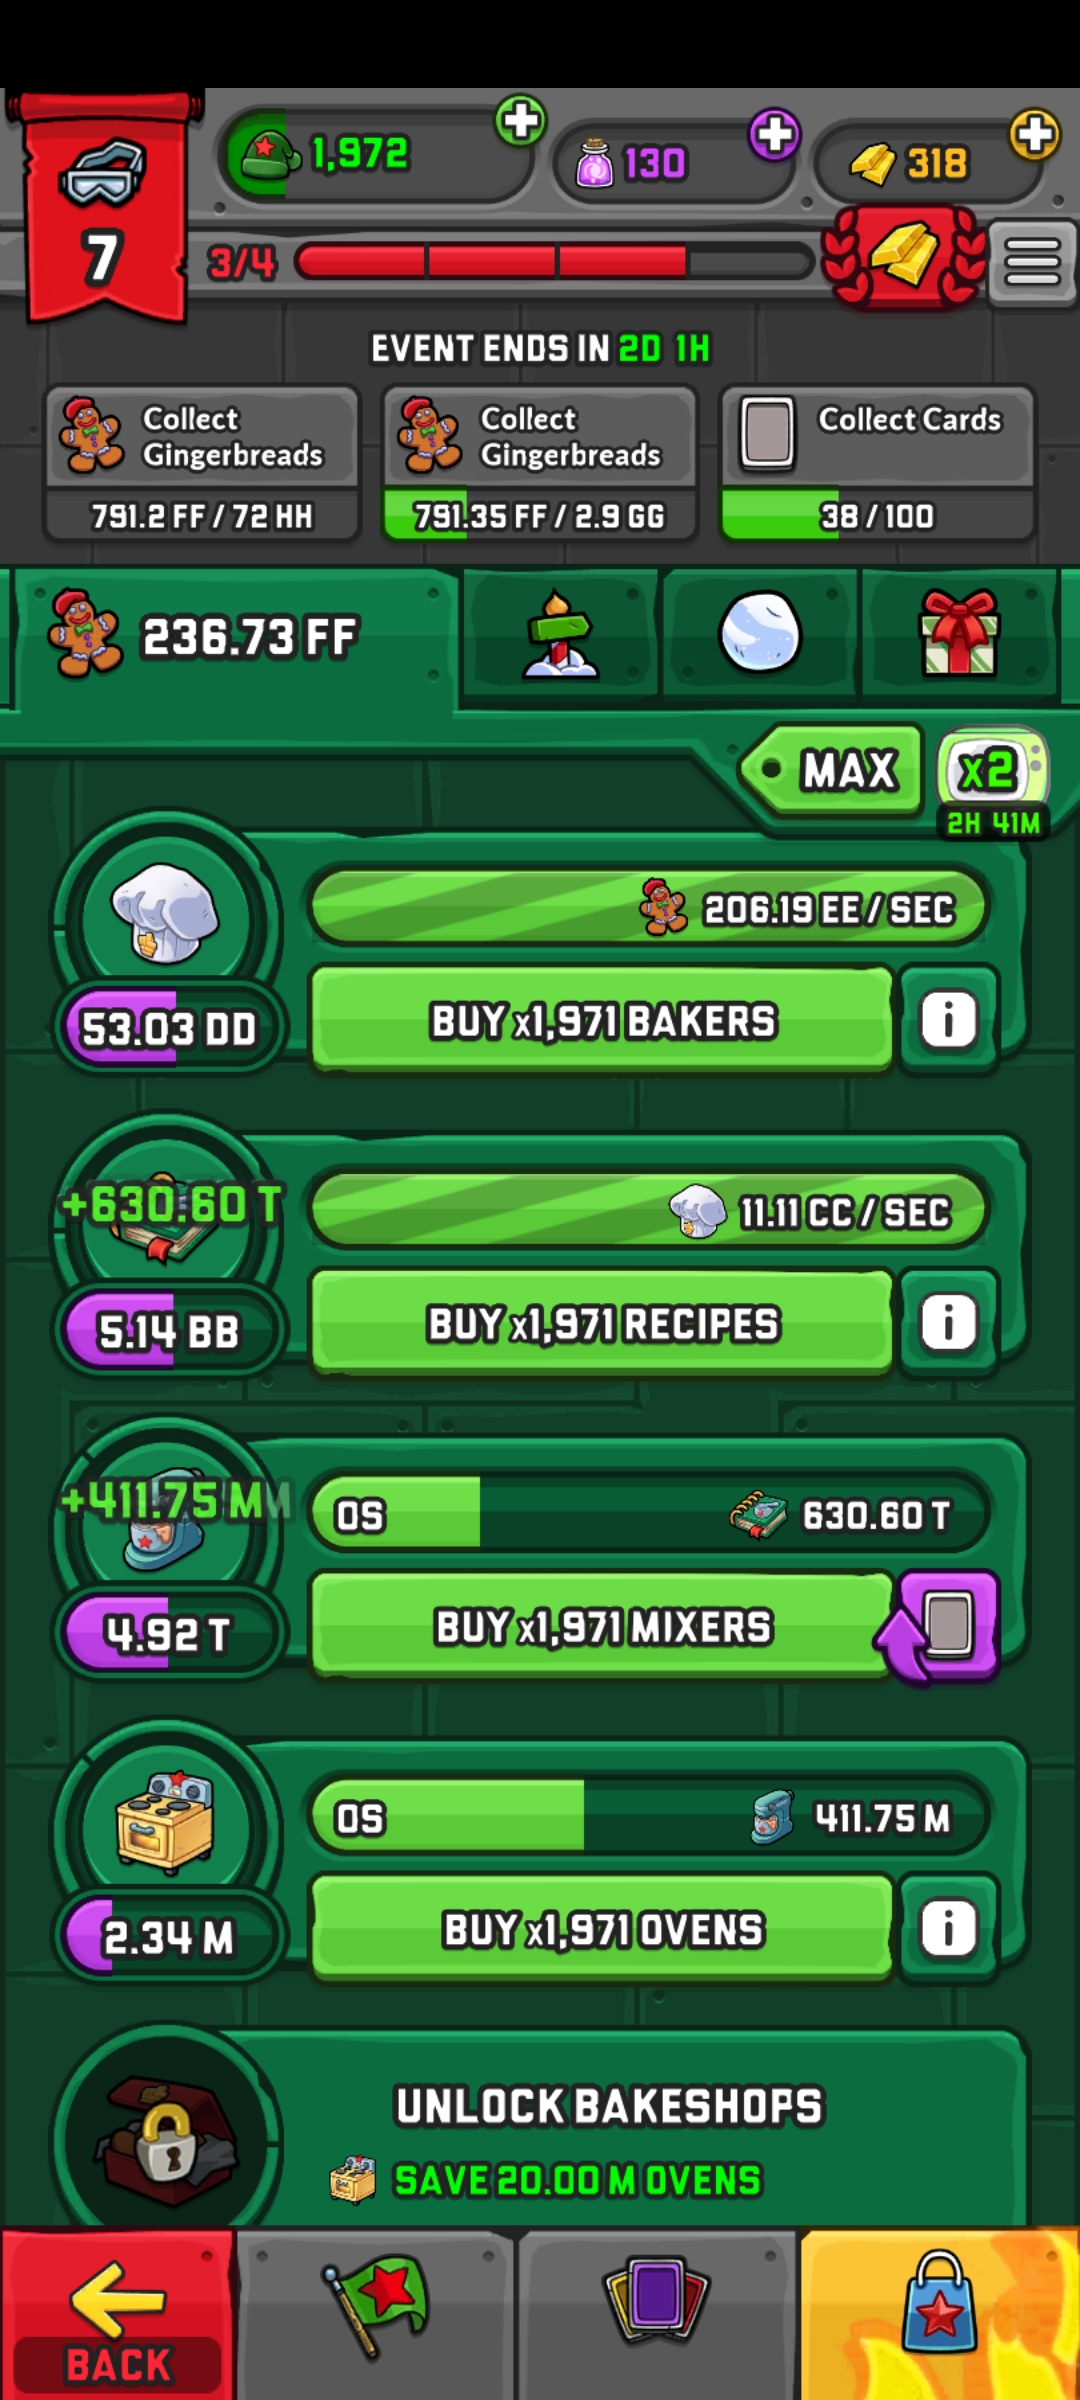 1,972
130
318
7
3/4
EVENT ENDS IN 2D 1H
Collect
Gingerbreads
791.2 FF / 72 HH
Collect
Gingerbreads
791.35 FF / 2.9 GG
Collect Cards
38 / 100
236.73 FF
MAX
x2
2H 41M
206.19 EE / SEC
53.03 DD
BUY x1,971 BAKERS
i
+630.60 T
11.11 CC / SEC
5.14 BB
BUY x1,971 RECIPES
i
+411.75 M
0S
630.60 T
4.92 T
BUY x1,971 MIXERS
0S
411.75 M
2.34 M
BUY x1,971 OVENS
i
UNLOCK BAKESHOPS
SAVE 20.00 M OVENS
BACK